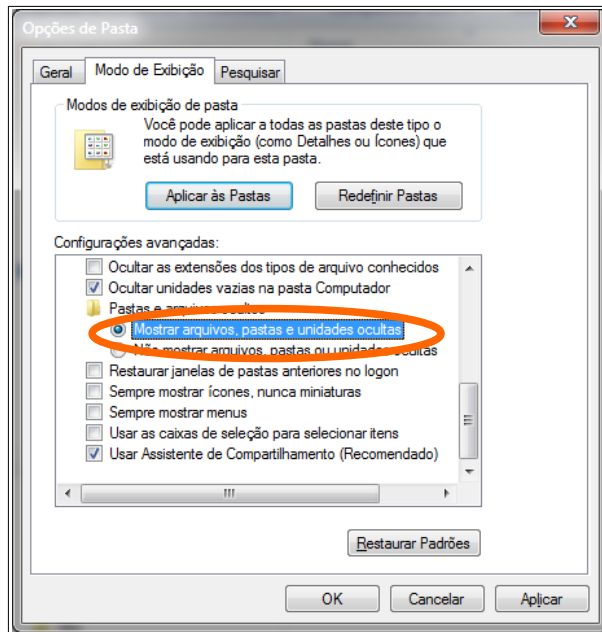 Opções de Pasta
Geral
Modo de Exibição
Pesquisar
Modos de exibição de pasta
Você pode aplicar a todas as pastas deste tipo o
modo de exibição (como Detalhes ou Ícones) que
está usando para esta pasta.
Aplicar às Pastas
Redefinir Pastas
Configurações avançadas:
Ocultar as extensões dos tipos de arquivo conhecidos
Ocultar unidades vazias na pasta Computador
Pastas e arquivos ocultos
Mostrar arquivos, pastas e unidades ocultas
Não mostrar arquivos, pastas ou unidades ocultas
Restaurar janelas de pastas anteriores no logon
Sempre mostrar ícones, nunca miniaturas
Sempre mostrar menus
Usar as caixas de seleção para selecionar itens
Usar Assistente de Compartilhamento (Recomendado)
Restaurar Padrões
OK
Cancelar
Aplicar